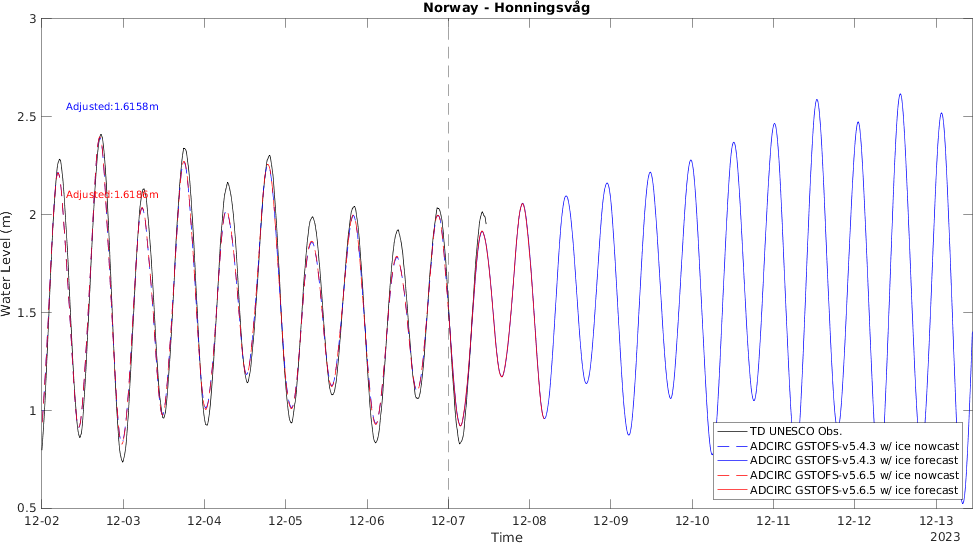 Norway - Honningsvåg
3
2.5
2
1.5
1
0.5
Water Level (m)
Adjusted:1.6158m
Adjusted:1.6186m
TD UNESCO Obs.
ADCIRC GSTOFS-v5.4.3 w/ ice nowcast
ADCIRC GSTOFS-v5.4.3 w/ ice forecast
ADCIRC GSTOFS-v5.6.5 w/ ice nowcast
ADCIRC GSTOFS-v5.6.5 w/ ice forecast
12-02 12-03 12-04 12-05 12-06 12-07 12-08 12-09 12-10 12-11 12-12 12-13
Time
2023